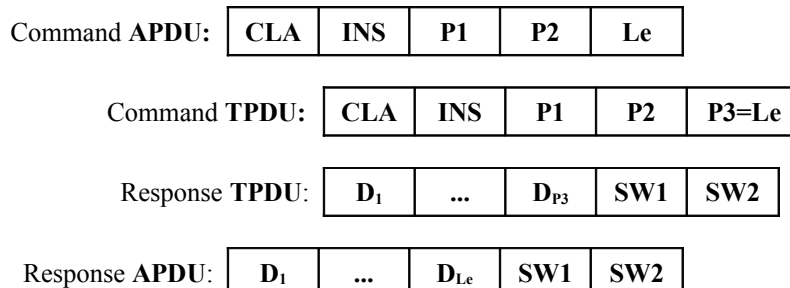 Command APDU: CLA INS P1 P2 Le
Command TPDU: CLA INS P1 P2 P3=Le
Response TPDU: D₁ ... Dₚ₃ SW1 SW2
Response APDU: D₁ ... D_Le SW1 SW2